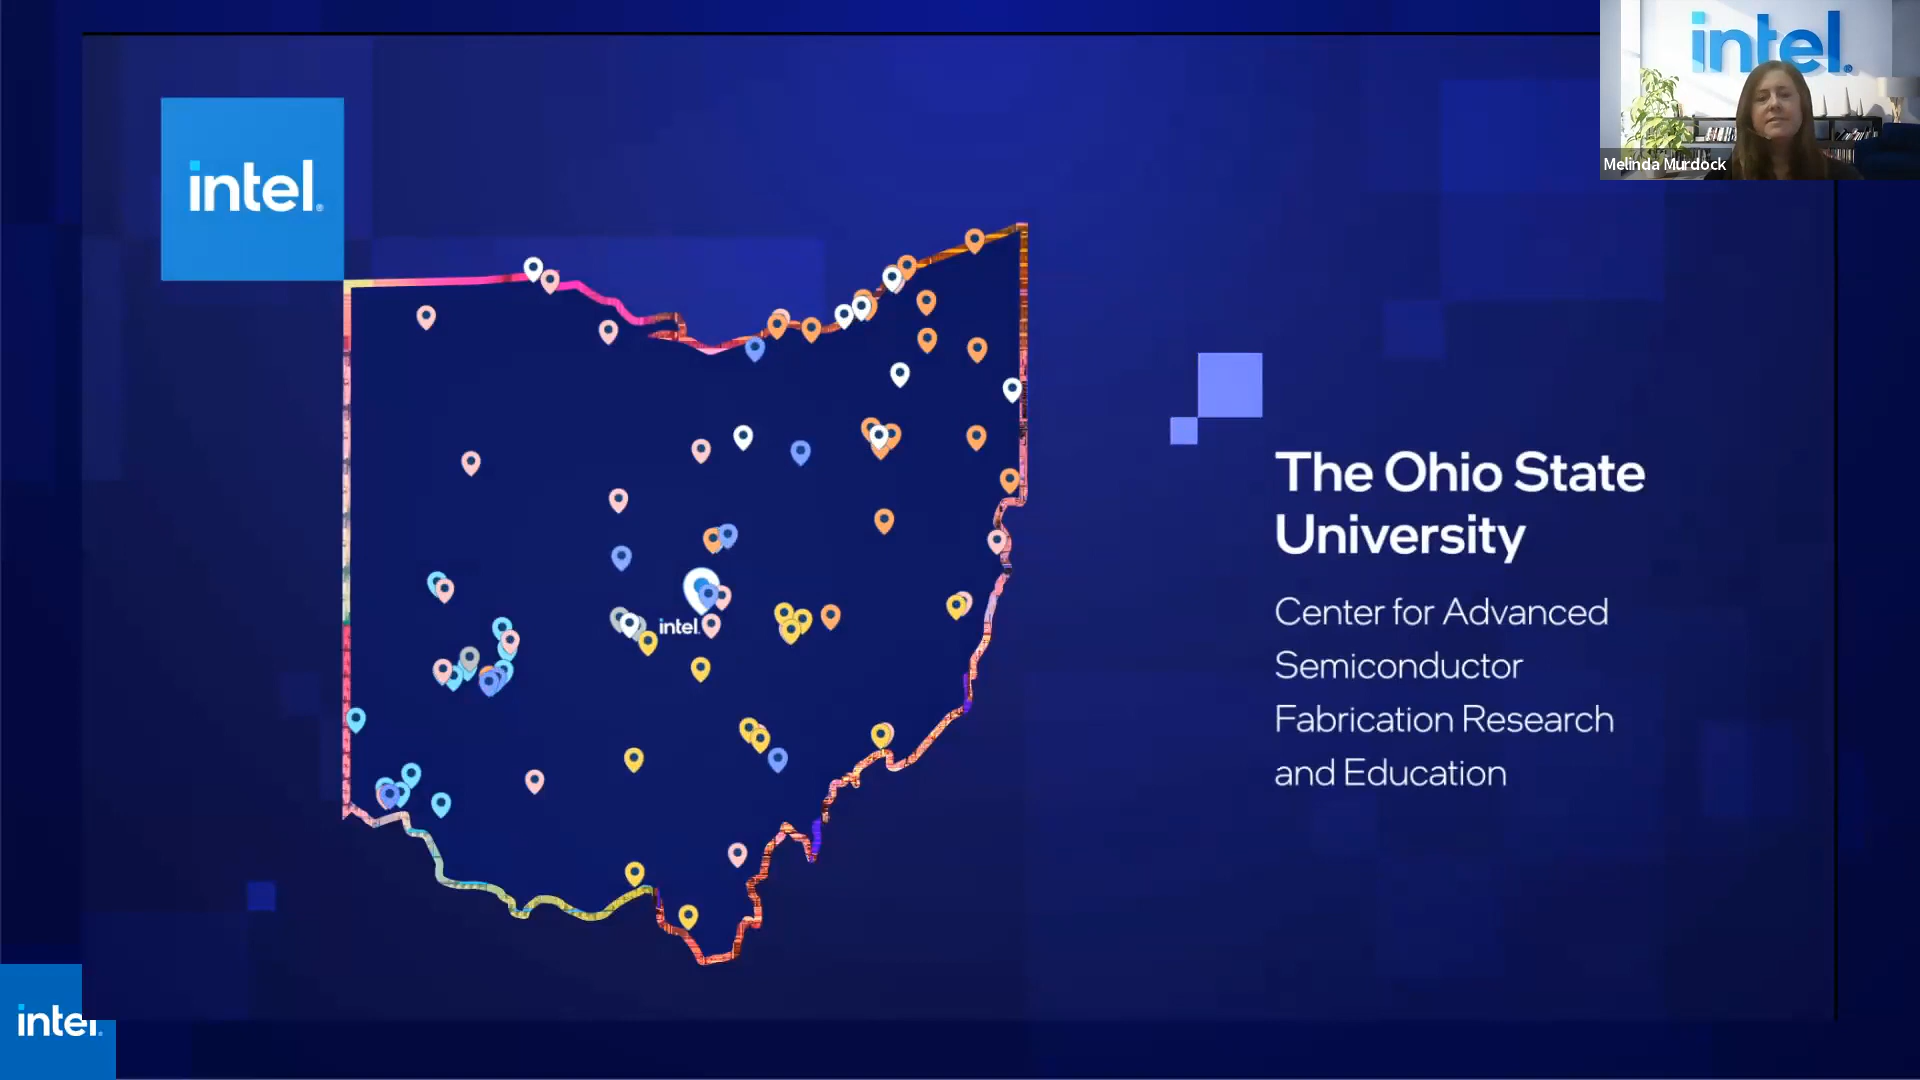 intel.
Melinda Murdock
intel.
intel.
The Ohio State
University
Center for Advanced
Semiconductor
Fabrication Research
and Education
intel.